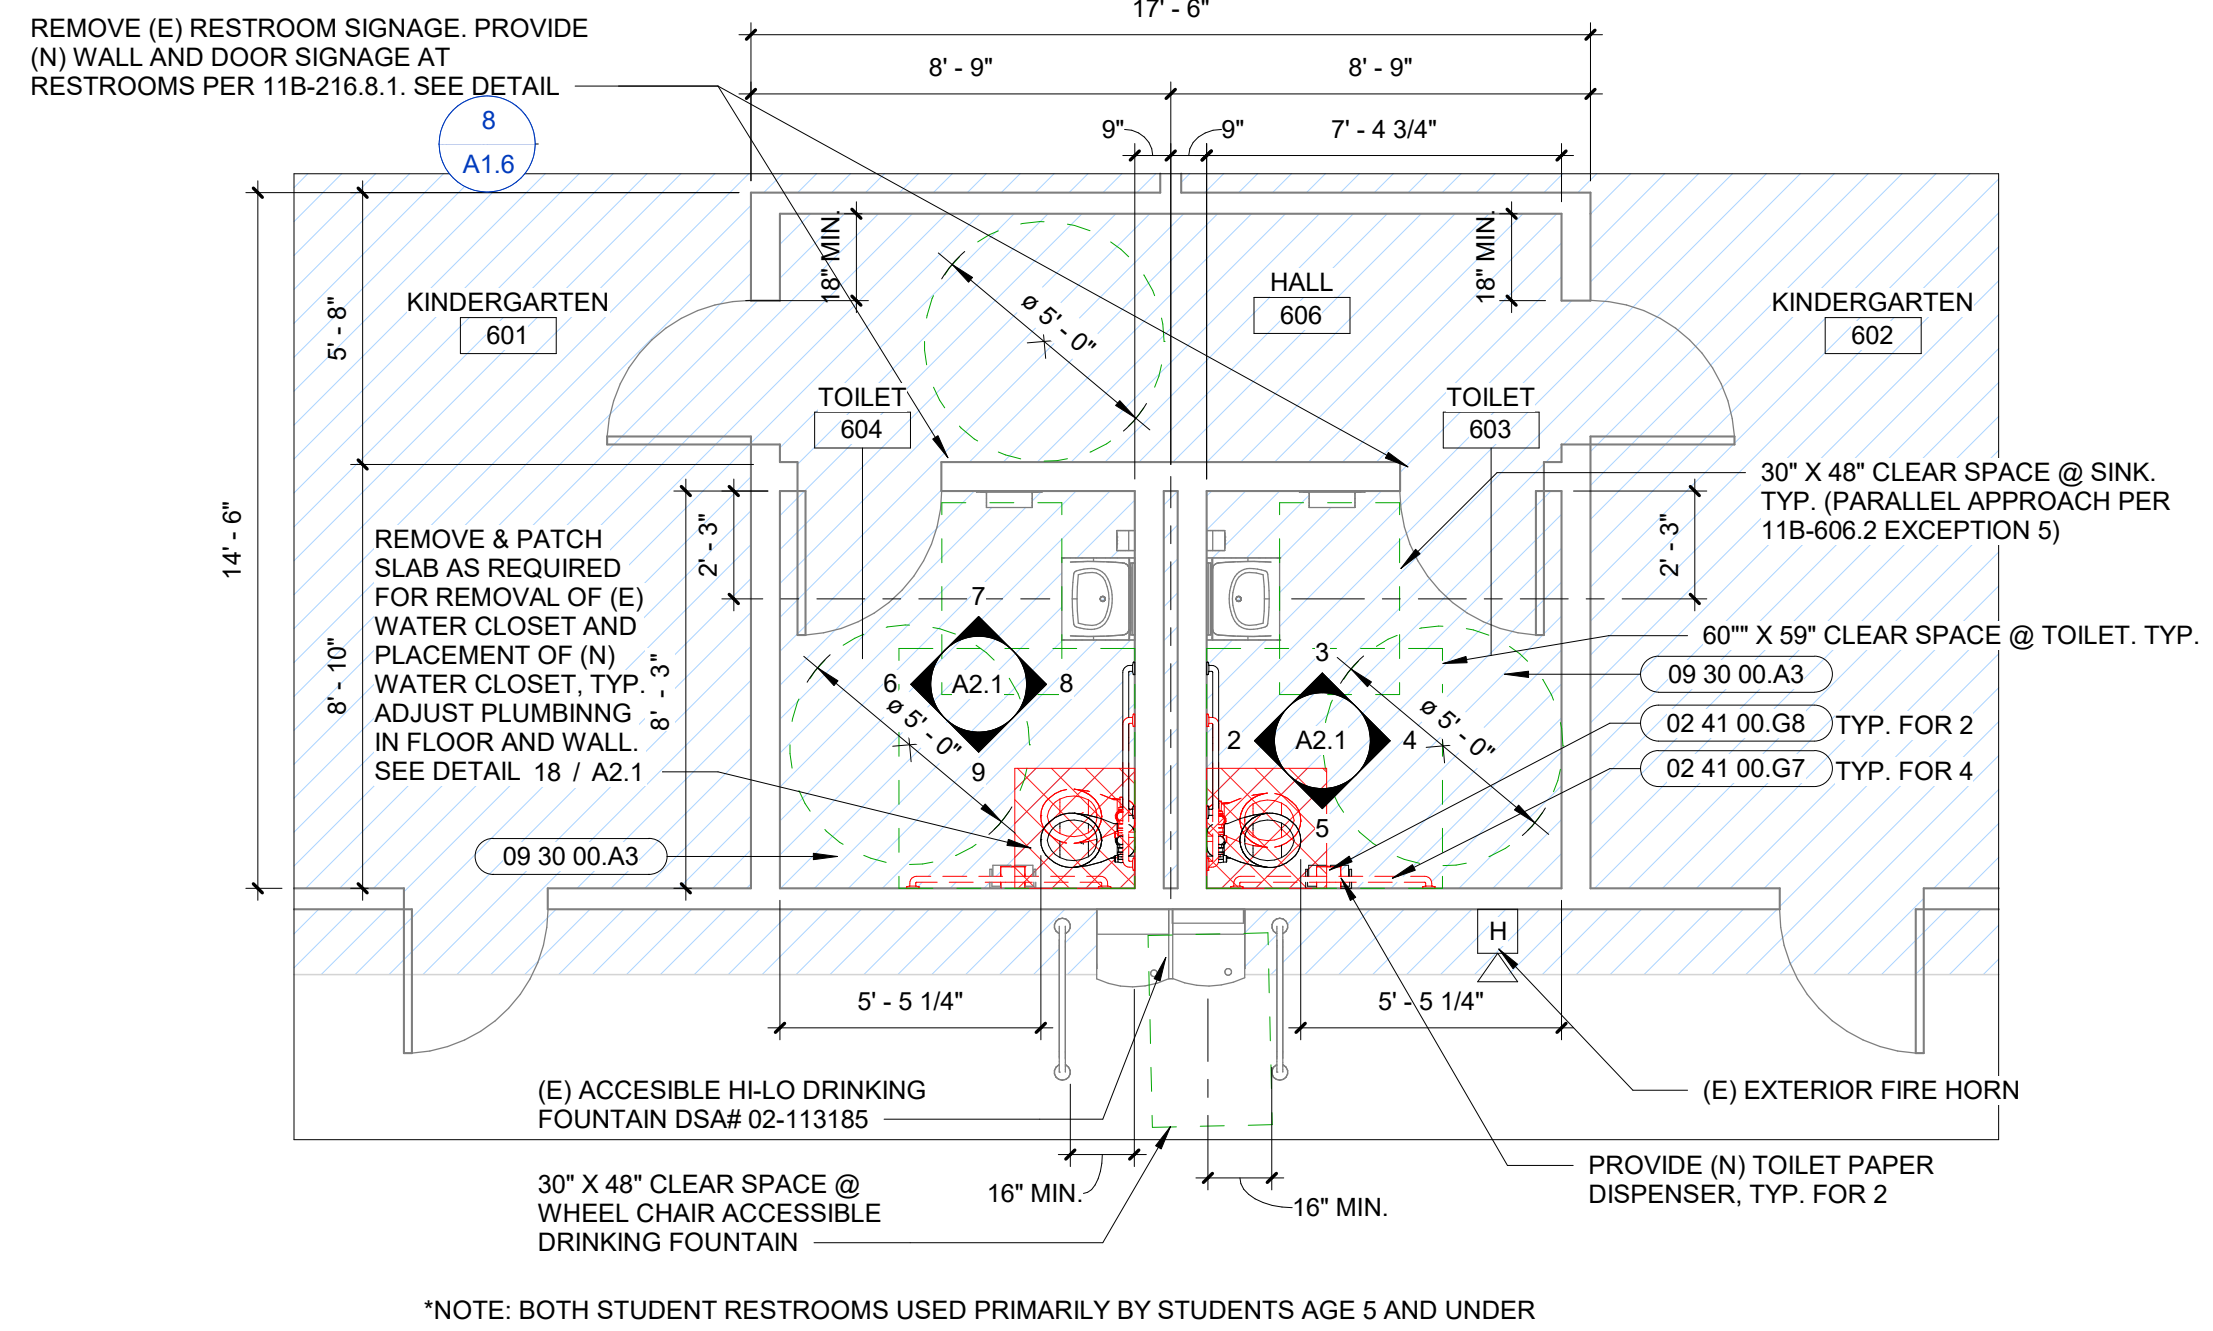 17' - 6"
REMOVE (E) RESTROOM SIGNAGE. PROVIDE
(N) WALL AND DOOR SIGNAGE AT
RESTROOMS PER 11B-216.8.1. SEE DETAIL
8
A1.6
8' - 9"
8' - 9"
9"
9"
7' - 4 3/4"
18" MIN.
18" MIN.
KINDERGARTEN
601
HALL
606
KINDERGARTEN
602
ø 5' - 0"
5' - 8"
TOILET
604
TOILET
603
14' - 6"
30" X 48" CLEAR SPACE @ SINK.
TYP. (PARALLEL APPROACH PER
11B-606.2 EXCEPTION 5)
2' - 3"
2' - 3"
REMOVE & PATCH
SLAB AS REQUIRED
FOR REMOVAL OF (E)
WATER CLOSET AND
PLACEMENT OF (N)
WATER CLOSET, TYP.
ADJUST PLUMBINNG
IN FLOOR AND WALL.
SEE DETAIL 18 / A2.1
8' - 10"
8' - 3"
7
6
A2.1
8
9
ø 5' - 0"
3
2
A2.1
4
5
ø 5' - 0"
60"" X 59" CLEAR SPACE @ TOILET. TYP.
09 30 00.A3
02 41 00.G8
TYP. FOR 2
02 41 00.G7
TYP. FOR 4
09 30 00.A3
H
5' - 5 1/4"
5' - 5 1/4"
(E) ACCESIBLE HI-LO DRINKING
FOUNTAIN DSA# 02-113185
(E) EXTERIOR FIRE HORN
30" X 48" CLEAR SPACE @
WHEEL CHAIR ACCESSIBLE
DRINKING FOUNTAIN
16" MIN.
16" MIN.
PROVIDE (N) TOILET PAPER
DISPENSER, TYP. FOR 2
*NOTE: BOTH STUDENT RESTROOMS USED PRIMARILY BY STUDENTS AGE 5 AND UNDER